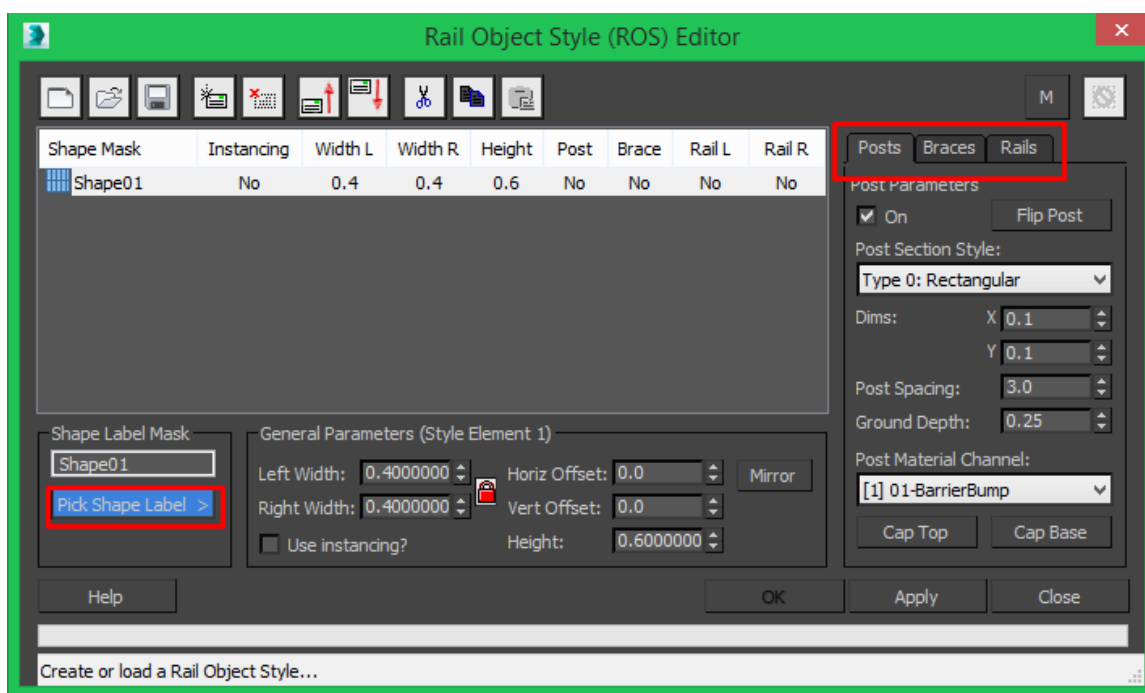 Rail Object Style (ROS) Editor
M
Shape Mask Instancing Width L Width R Height Post Brace Rail L Rail R
Shape01 No 0.4 0.4 0.6 No No No No
Posts Braces Rails
Post Parameters
On Flip Post
Post Section Style:
Type 0: Rectangular
Dims: X 0.1
Y 0.1
Post Spacing: 3.0
Ground Depth: 0.25
Post Material Channel:
[1] 01-BarrierBump
Cap Top Cap Base
Shape Label Mask
Shape01
Pick Shape Label >
General Parameters (Style Element 1)
Left Width: 0.4000000 Horiz Offset: 0.0 Mirror
Right Width: 0.4000000 Vert Offset: 0.0
Use instancing? Height: 0.6000000
Help OK Apply Close
Create or load a Rail Object Style...